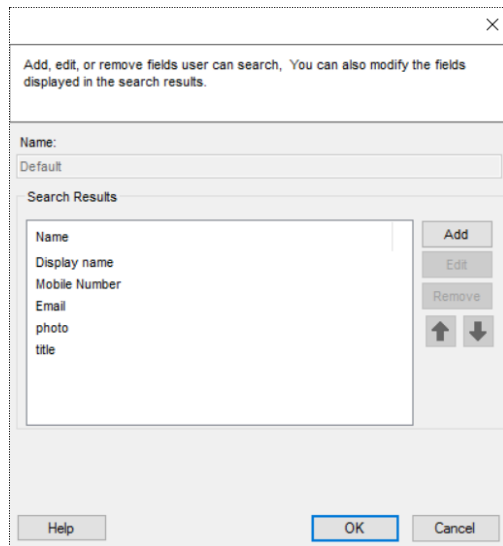 Add, edit, or remove fields user can search, You can also modify the fields
displayed in the search results.
Name:
Default
Search Results
Name
Display name
Mobile Number
Email
photo
title
Add
Edit
Remove
Help
OK
Cancel